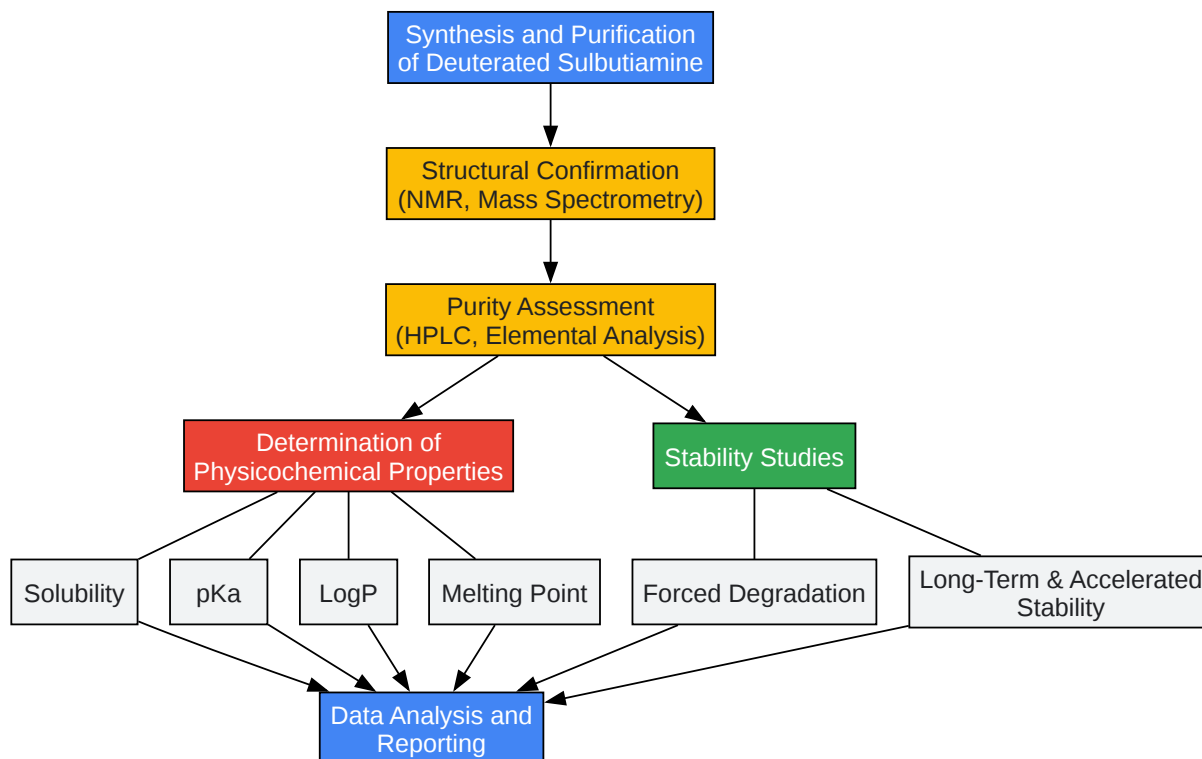 Synthesis and Purification
of Deuterated Sulbutiamine
Structural Confirmation
(NMR, Mass Spectrometry)
Purity Assessment
(HPLC, Elemental Analysis)
Determination of
Physicochemical Properties
Stability Studies
Solubility
pKa
LogP
Melting Point
Forced Degradation
Long-Term & Accelerated
Stability
Data Analysis and
Reporting